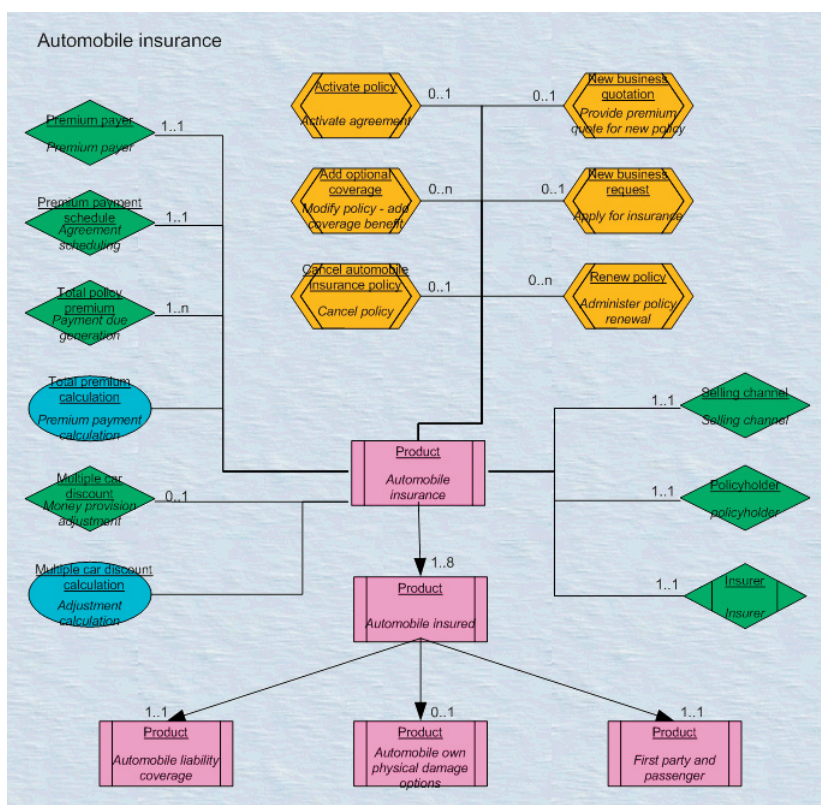 Automobile insurance
Activate policy
Activate agreement
0..1
0..1
New business
quotation
Provide premium
quote for new policy
Premium payer
Premium payer
1..1
Add optional
coverage
Modify policy - add
coverage benefit
0..n
0..1
New business
request
Apply for insurance
Premium payment
schedule
Agreement
scheduling
1..1
Cancel automobile
insurance policy
Cancel policy
0..1
0..n
Renew policy
Administer policy
renewal
Total policy
premium
Payment due
generation
1..n
Total premium
calculation
Premium payment
calculation
Selling channel
Selling channel
1..1
Product
Automobile
insurance
Multiple car
discount
Money provision
adjustment
0..1
Policyholder
policyholder
1..1
Multiple car discount
calculation
Adjustment
calculation
1..8
Product
Automobile insured
1..1
Insurer
Insurer
1..1
Product
Automobile liability
coverage
0..1
Product
Automobile own
physical damage
options
1..1
Product
First party and
passenger